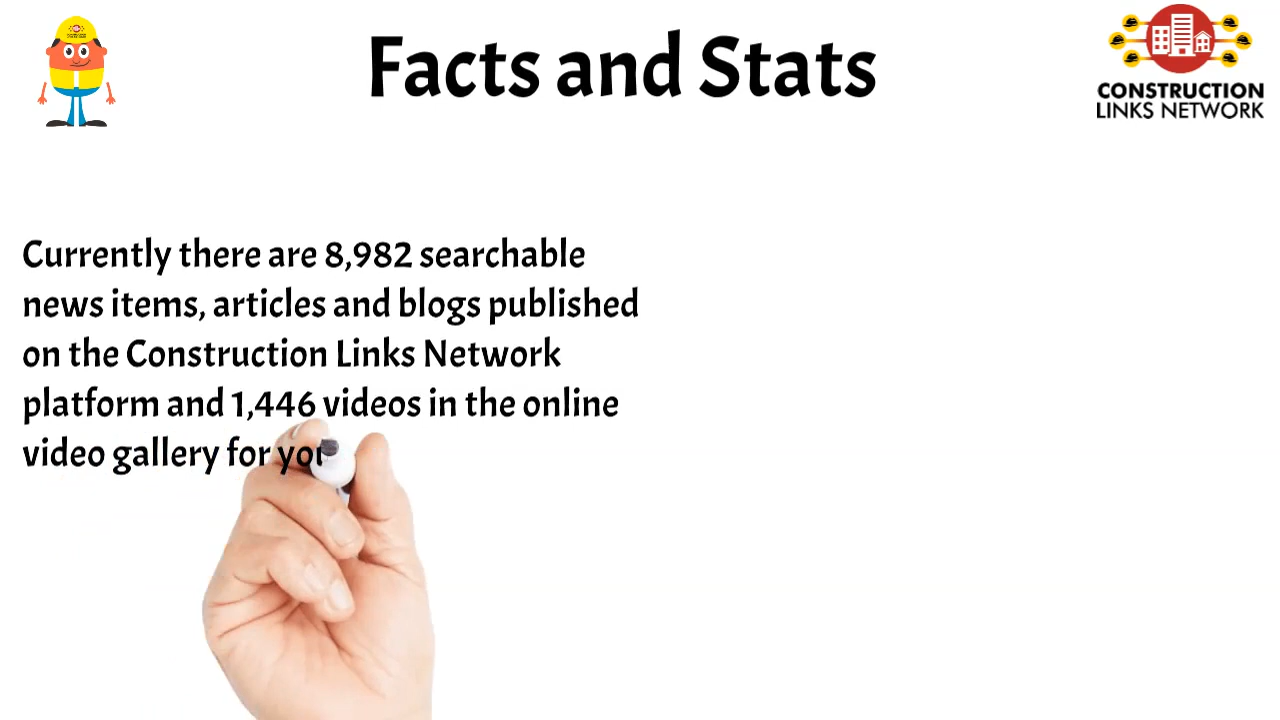 Facts and Stats
CONSTRUCTION
LINKS NETWORK
Currently there are 8,982 searchable
news items, articles and blogs published
on the Construction Links Network
platform and 1,446 videos in the online
video gallery for